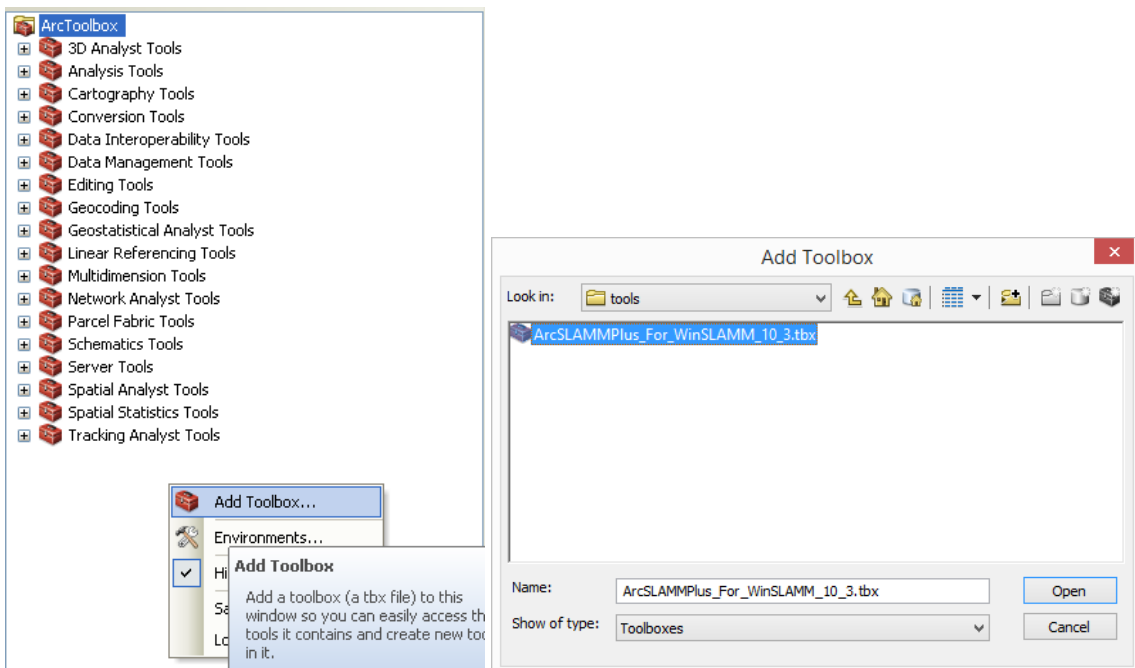 ArcToolbox
3D Analyst Tools
Analysis Tools
Cartography Tools
Conversion Tools
Data Interoperability Tools
Data Management Tools
Editing Tools
Geocoding Tools
Geostatistical Analyst Tools
Linear Referencing Tools
Multidimension Tools
Network Analyst Tools
Parcel Fabric Tools
Schematics Tools
Server Tools
Spatial Analyst Tools
Spatial Statistics Tools
Tracking Analyst Tools
Add Toolbox...
Environments...
Hi
Sa
Lo
Add Toolbox
Add a toolbox (a tbx file) to this
window so you can easily access th
tools it contains and create new too
in it.
Add Toolbox
Look in:
tools
ArcSLAMMPlus_For_WinSLAMM_10_3.tbx
Name:
ArcSLAMMPlus_For_WinSLAMM_10_3.tbx
Open
Show of type:
Toolboxes
Cancel